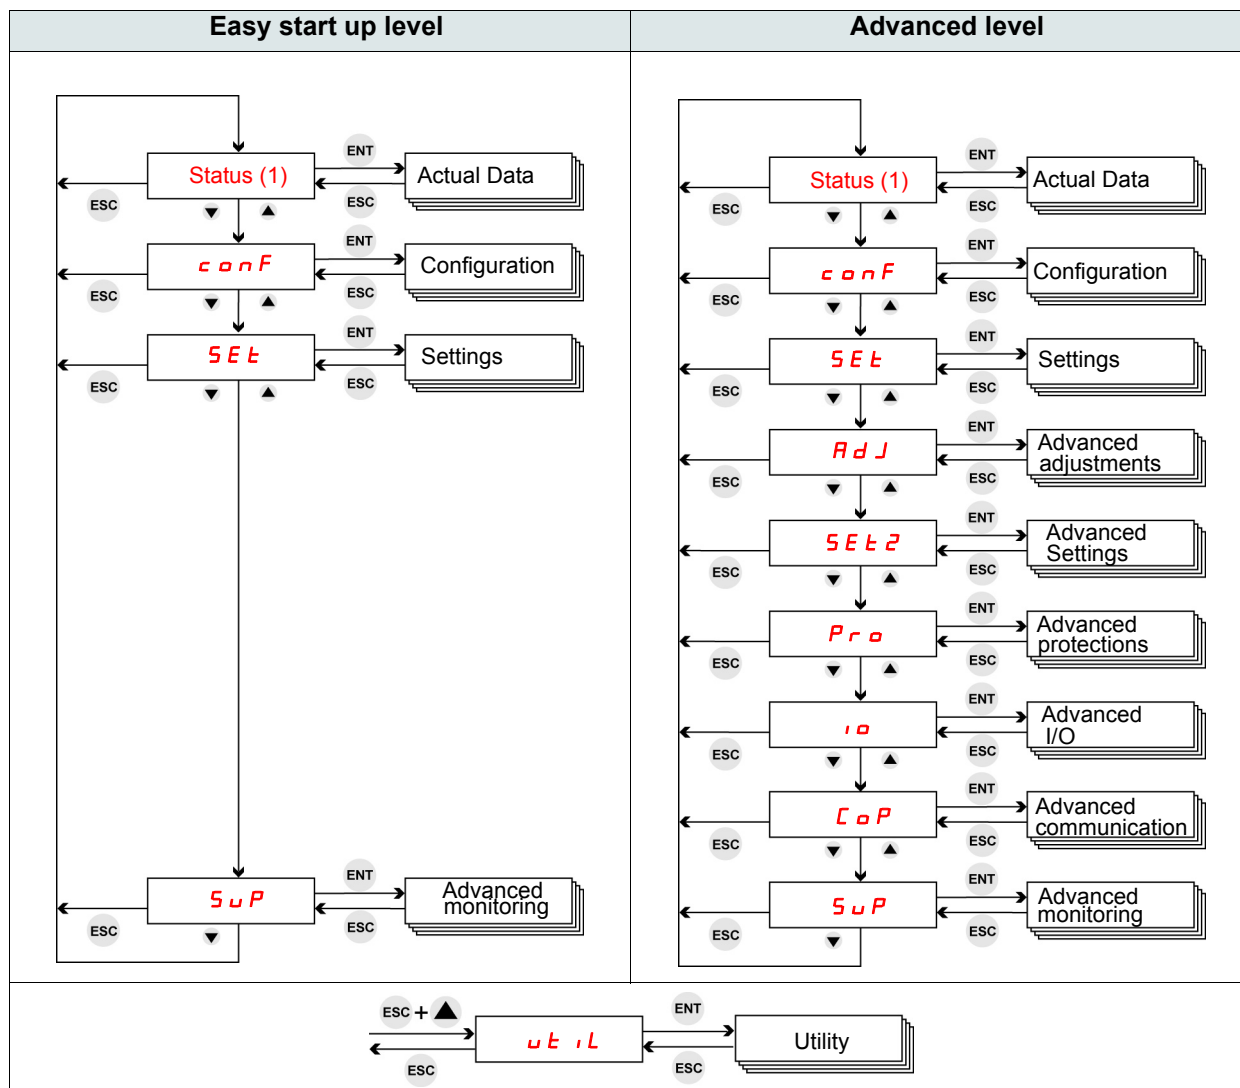 Easy start up level
Status (1)
ENT
Actual Data
ESC
ESC
conF
ENT
Configuration
ESC
ESC
SEt
ENT
Settings
ESC
ESC
SuP
ENT
Advanced
monitoring
ESC
ESC
Advanced level
Status (1)
ENT
Actual Data
ESC
ESC
conF
ENT
Configuration
ESC
ESC
SEt
ENT
Settings
ESC
ESC
AdJ
ENT
Advanced
adjustments
ESC
ESC
SEt2
ENT
Advanced
Settings
ESC
ESC
Pro
ENT
Advanced
protections
ESC
ESC
io
ENT
Advanced
I/O
ESC
ESC
CoP
ENT
Advanced
communication
ESC
ESC
SuP
ENT
Advanced
monitoring
ESC
ESC
ESC +
ESC
utiL
ENT
ESC
Utility